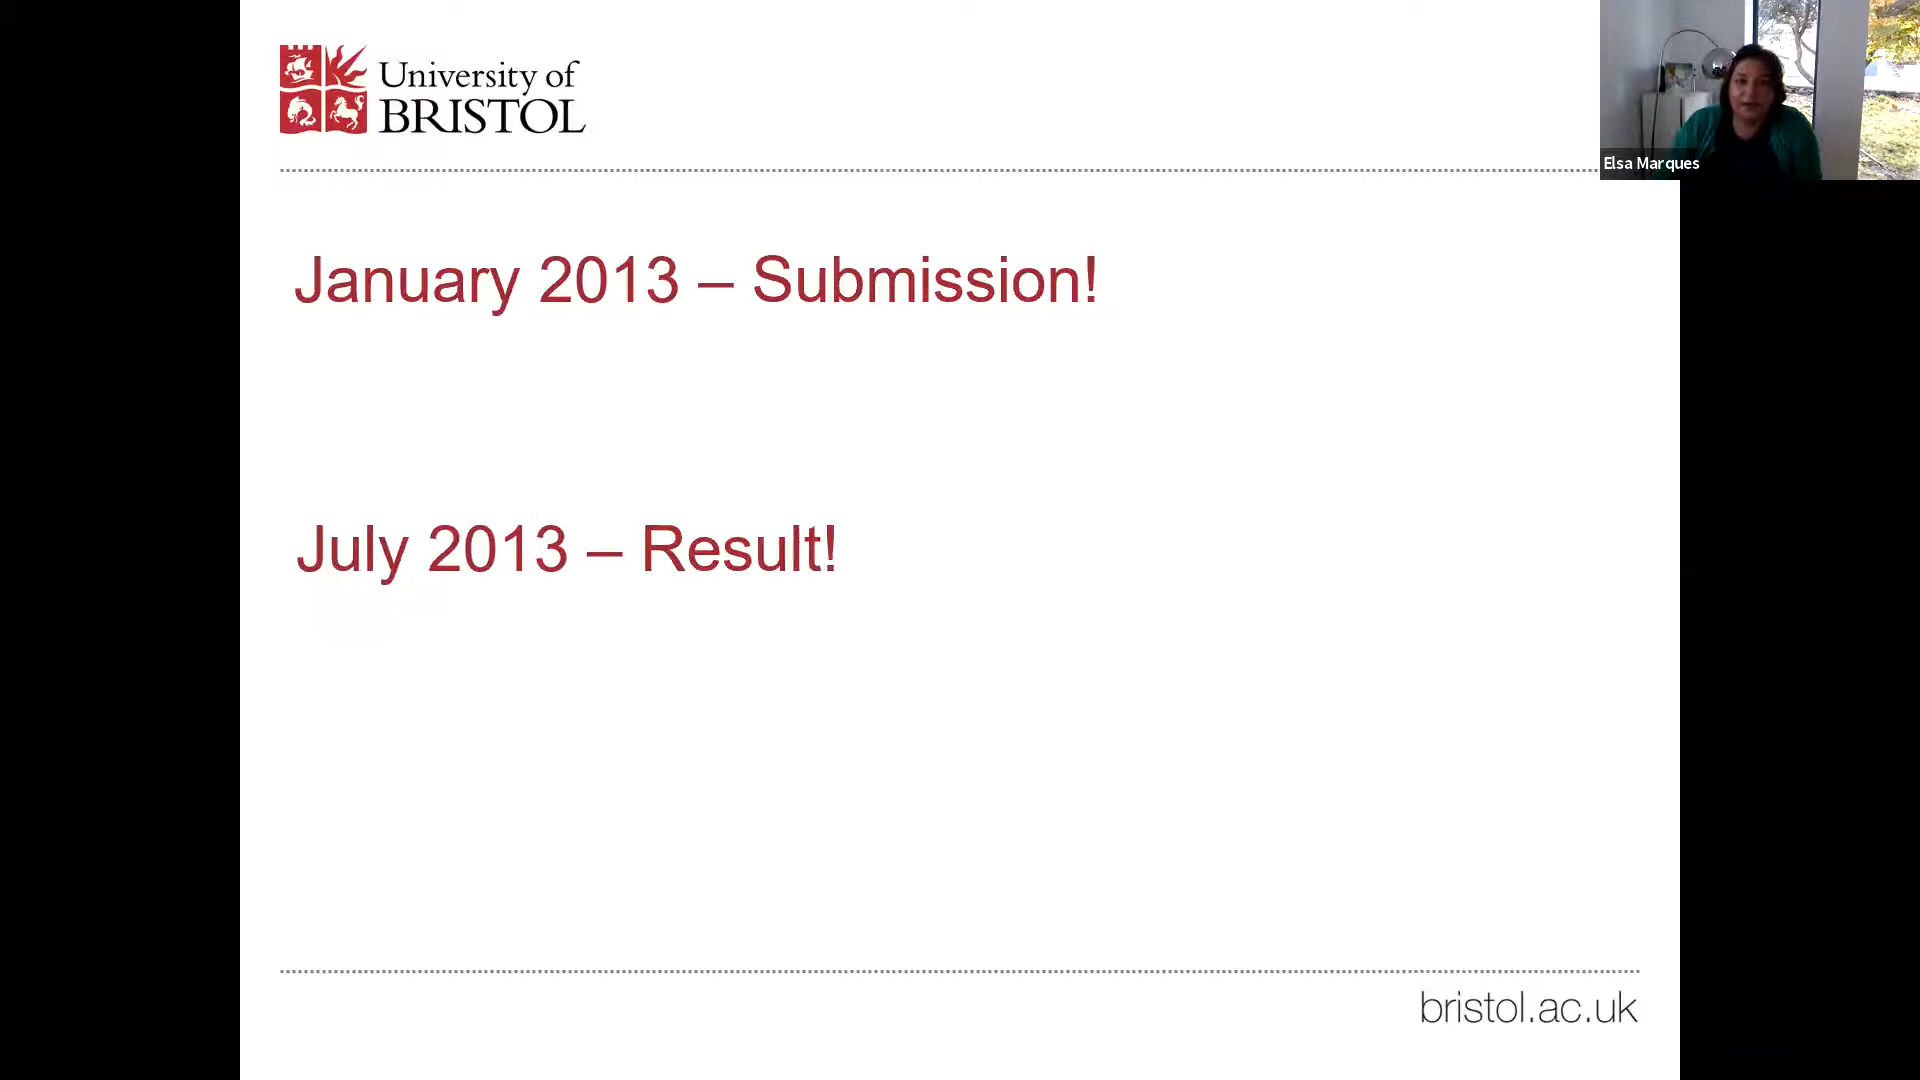 University of
BRISTOL
Elsa Marques
January 2013 – Submission!
July 2013 – Result!
bristol.ac.uk